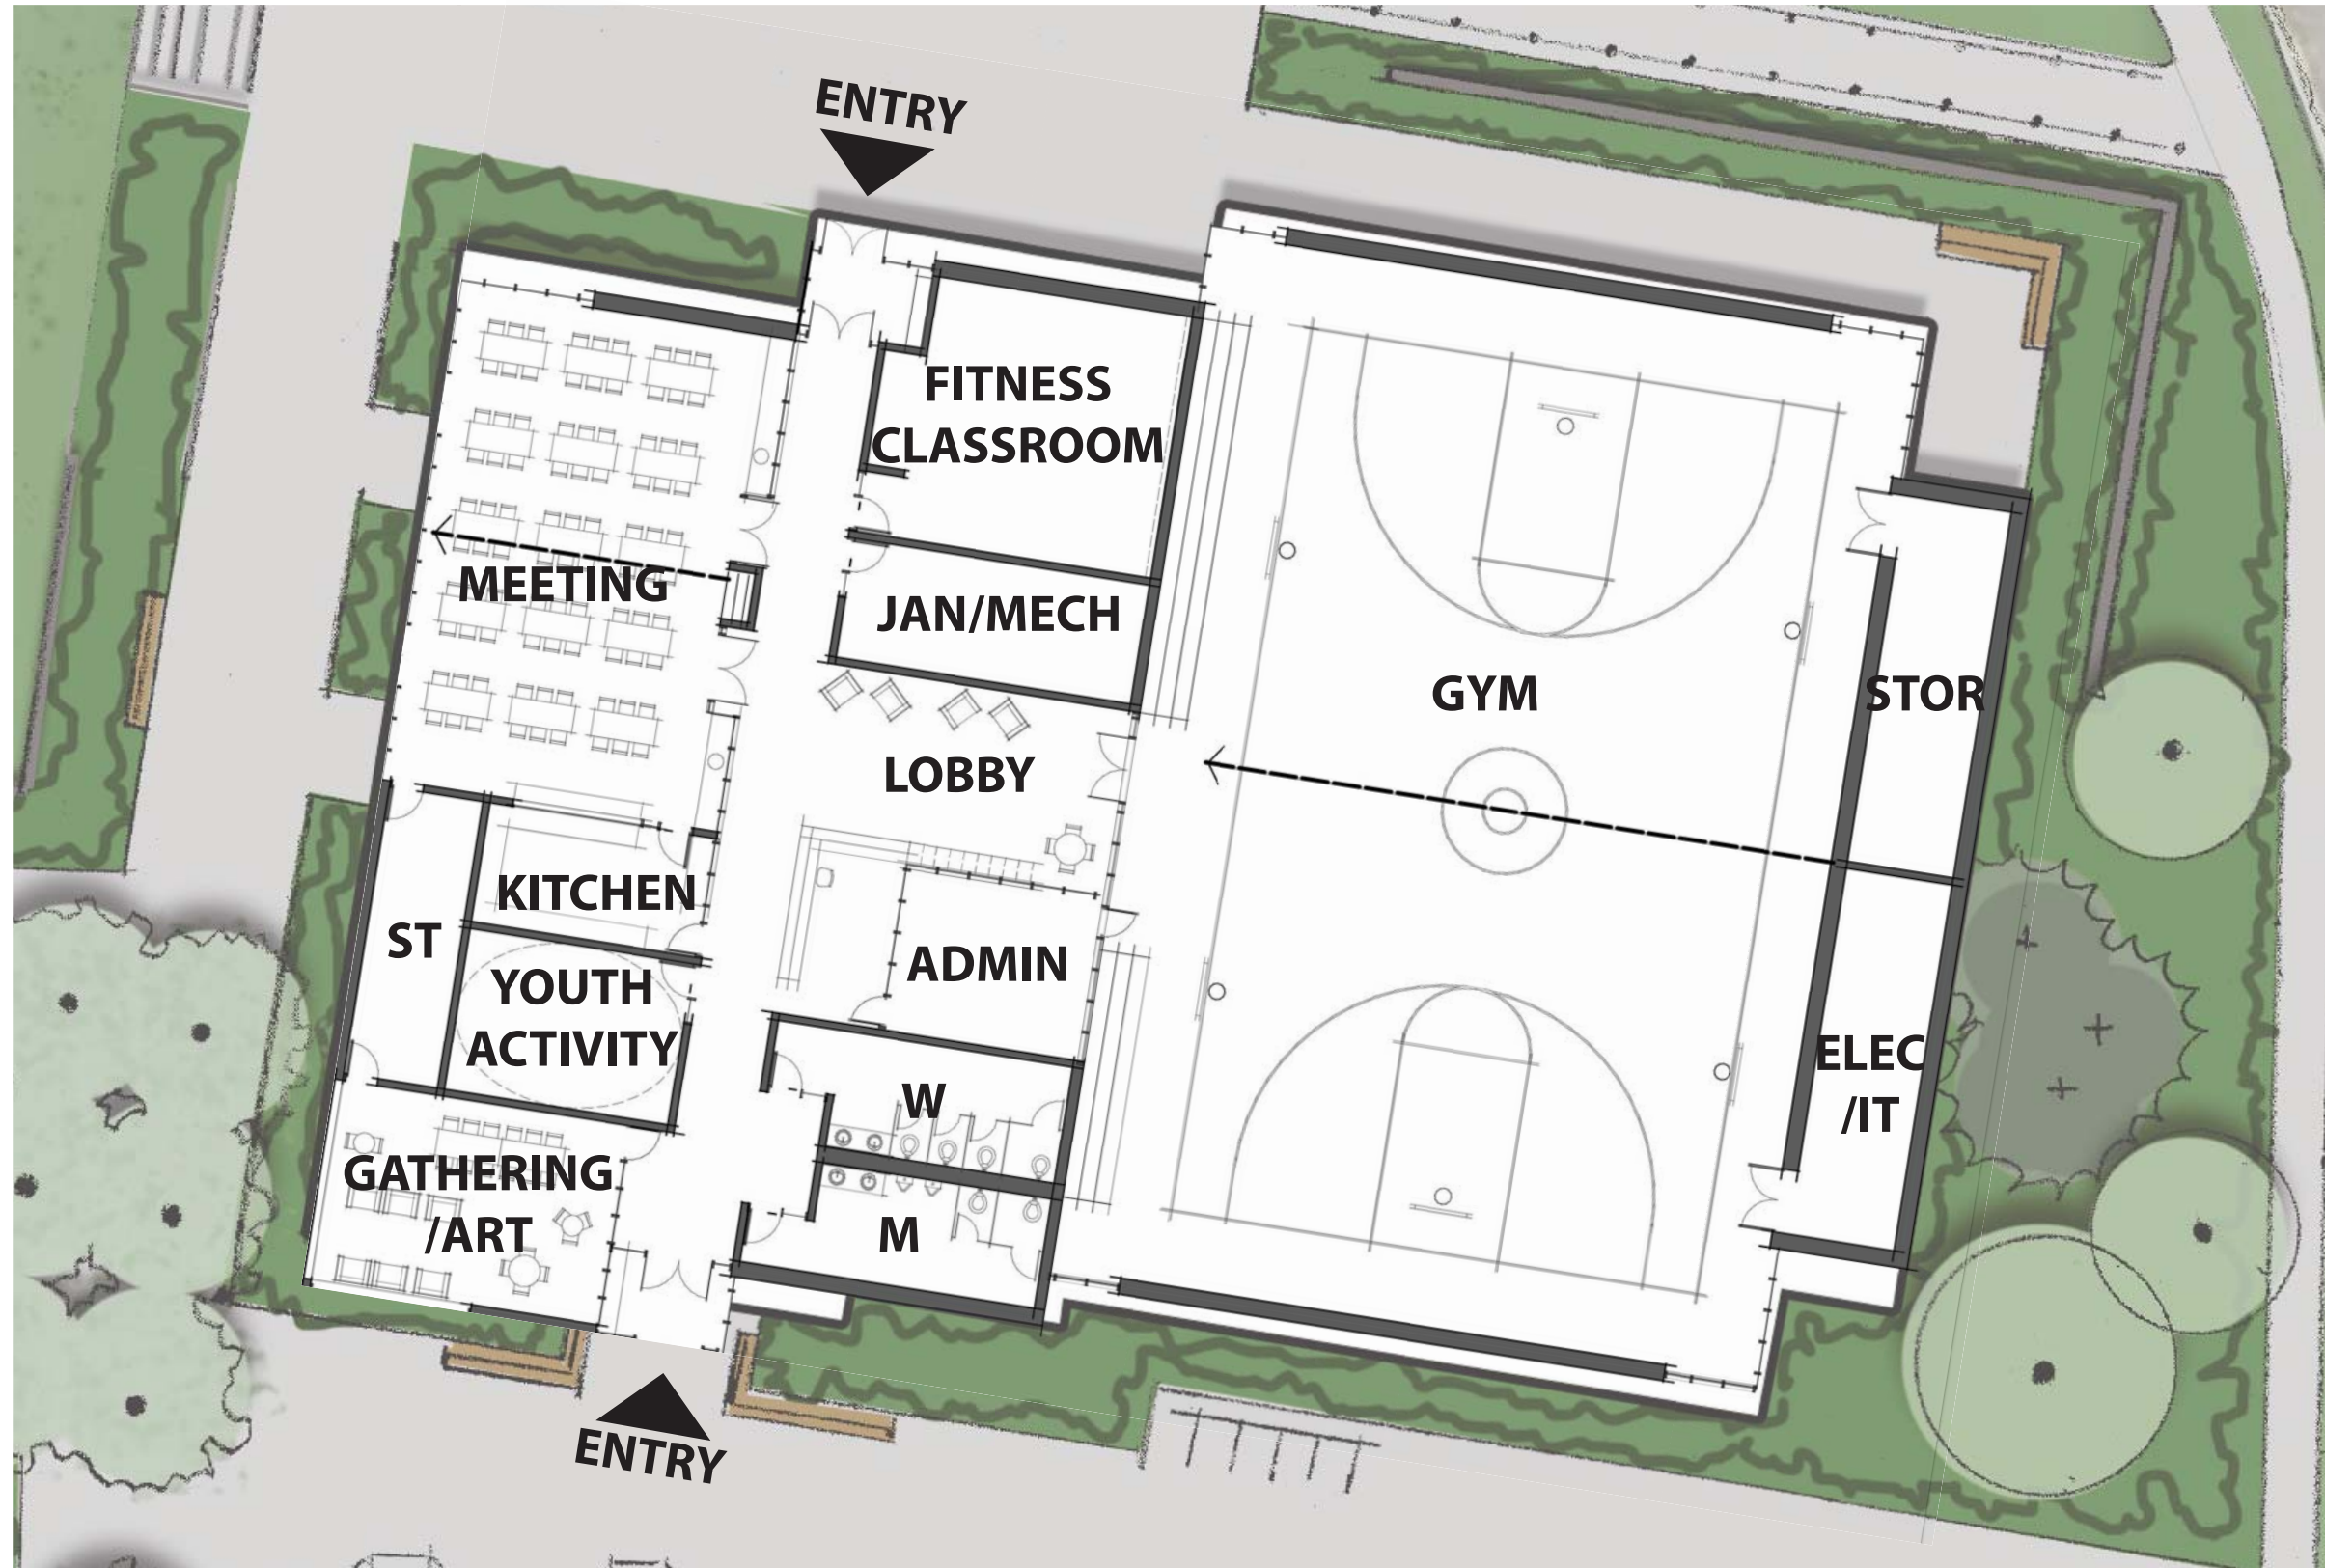 ENTRY
FITNESS
CLASSROOM
MEETING
JAN/MECH
GYM
STOR
LOBBY
KITCHEN
ST
YOUTH
ACTIVITY
ADMIN
ELEC
/IT
W
GATHERING
/ART
M
ENTRY